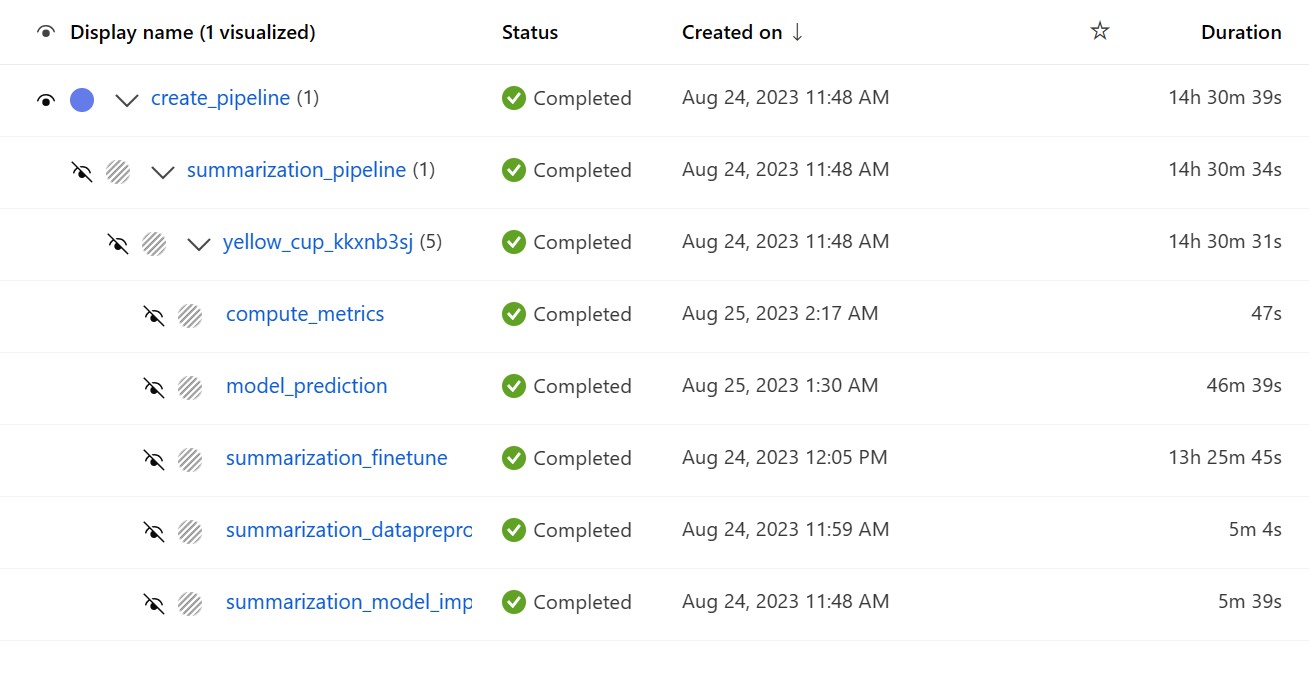 Display name (1 visualized) Status Created on ↓ Duration
create_pipeline (1) Completed Aug 24, 2023 11:48 AM 14h 30m 39s
summarization_pipeline (1) Completed Aug 24, 2023 11:48 AM 14h 30m 34s
yellow_cup_kkxnb3sj (5) Completed Aug 24, 2023 11:48 AM 14h 30m 31s
compute_metrics Completed Aug 25, 2023 2:17 AM 47s
model_prediction Completed Aug 25, 2023 1:30 AM 46m 39s
summarization_finetune Completed Aug 24, 2023 12:05 PM 13h 25m 45s
summarization_dataprepro Completed Aug 24, 2023 11:59 AM 5m 4s
summarization_model_imp Completed Aug 24, 2023 11:48 AM 5m 39s